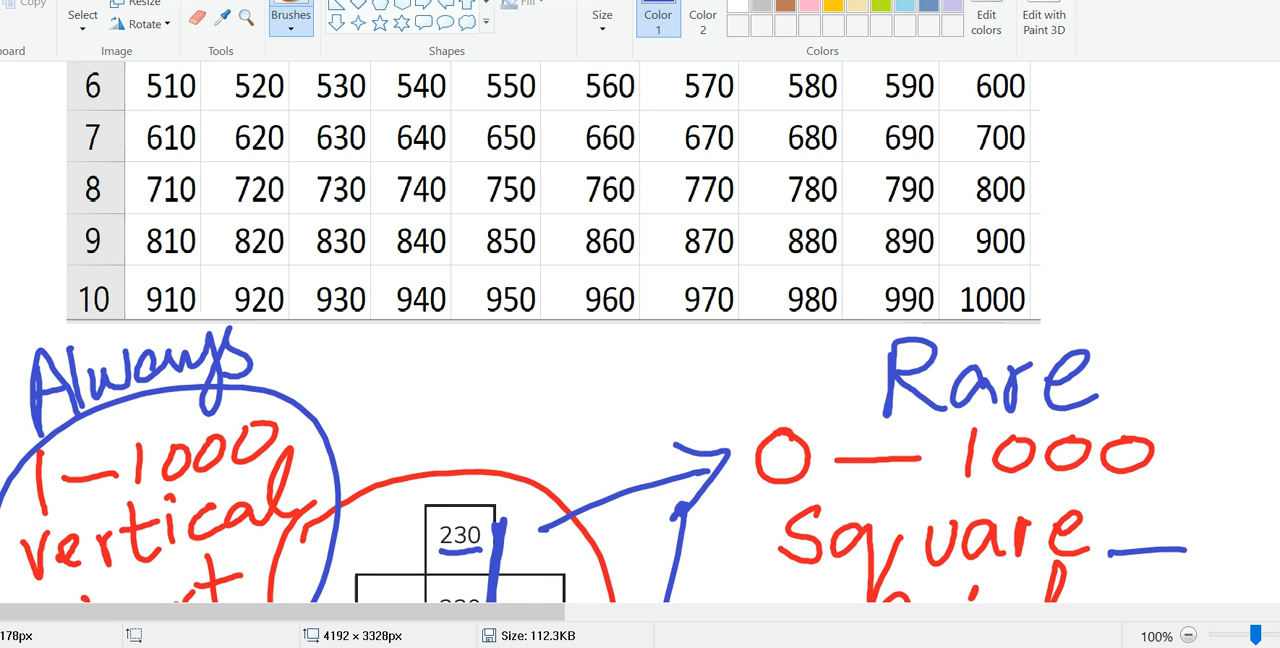 Copy
Resize
Select
Rotate
Brushes
Fill
Size
Color 1
Color 2
Edit colors
Edit with Paint 3D
Image
Tools
Shapes
Colors
6 510 520 530 540 550 560 570 580 590 600
7 610 620 630 640 650 660 670 680 690 700
8 710 720 730 740 750 760 770 780 790 800
9 810 820 830 840 850 860 870 880 890 900
10 910 920 930 940 950 960 970 980 990 1000
Always
Rare
1-1000
0 — 1000
vertical
square
230
178px
4192 × 3328px
Size: 112.3KB
100%